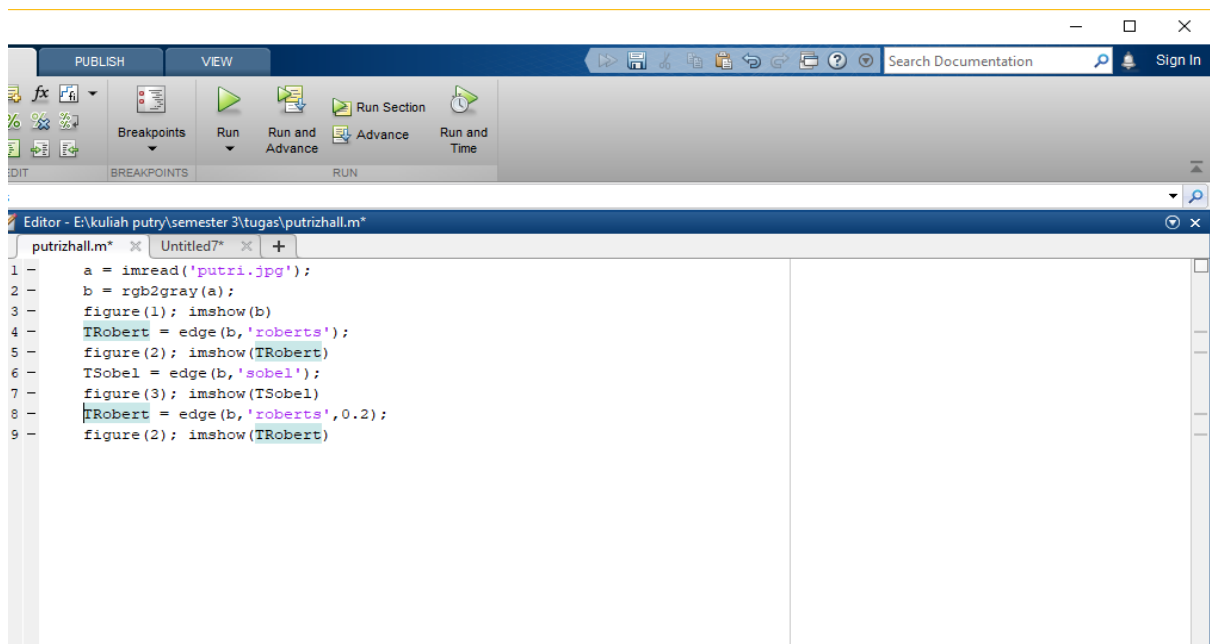 PUBLISH VIEW Search Documentation Sign In
fx Run Section
Breakpoints Run Run and Advance Advance Run and Time
EDIT BREAKPOINTS RUN
Editor - E:\kuliah putry\semester 3\tugas\putrizhall.m*
putrizhall.m* Untitled7* +
1 - a = imread('putri.jpg');
2 - b = rgb2gray(a);
3 - figure(1); imshow(b)
4 - TRobert = edge(b,'roberts');
5 - figure(2); imshow(TRobert)
6 - TSobel = edge(b,'sobel');
7 - figure(3); imshow(TSobel)
8 - TRobert = edge(b,'roberts',0.2);
9 - figure(2); imshow(TRobert)